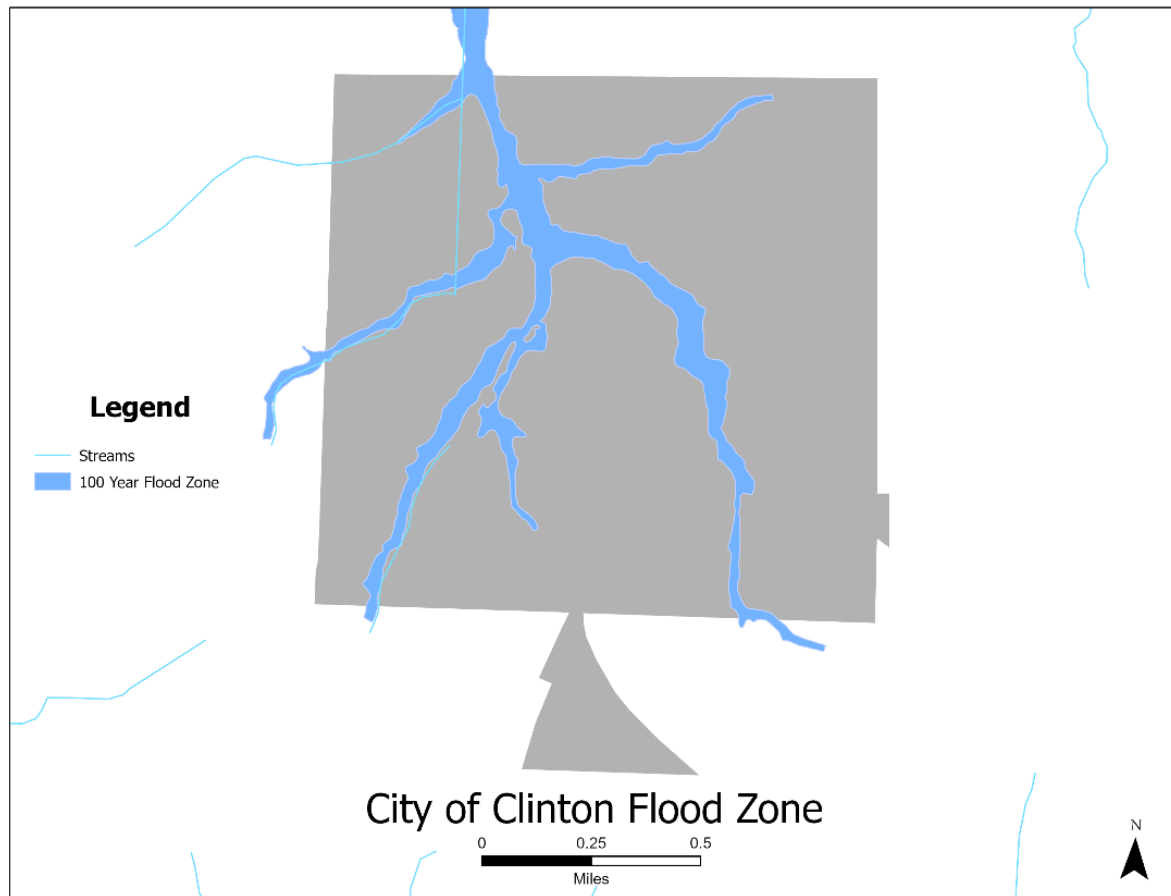 Legend
Streams
100 Year Flood Zone
City of Clinton Flood Zone
0 0.25 0.5
Miles
N